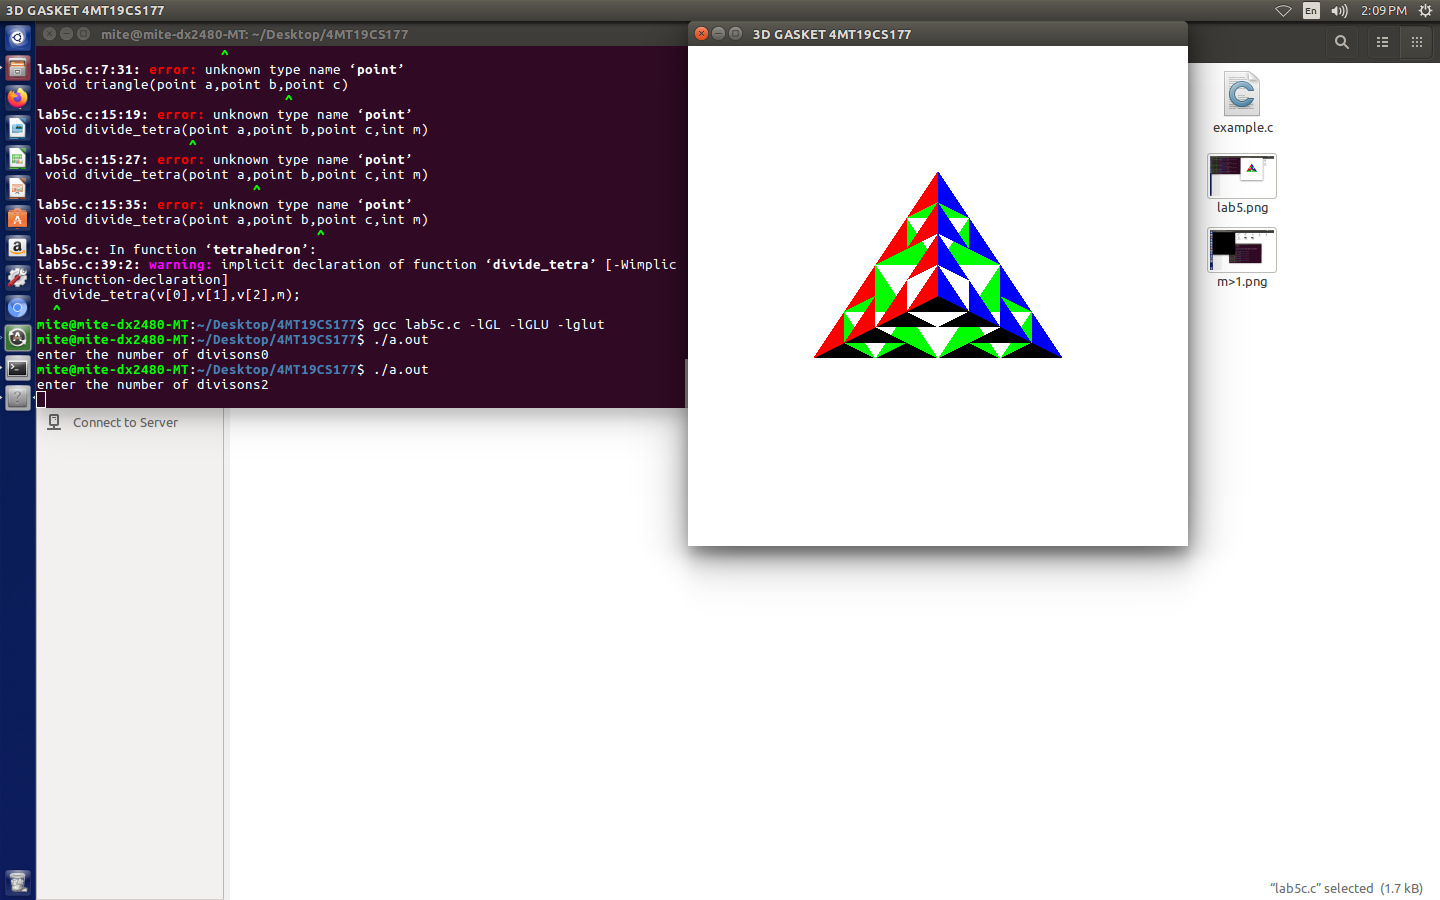 3D GASKET 4MT19CS177
En
2:09 PM
mite@mite-dx2480-MT: ~/Desktop/4MT19CS177
^
lab5c.c:7:31: error: unknown type name ‘point’
void triangle(point a,point b,point c)
^
lab5c.c:15:19: error: unknown type name ‘point’
void divide_tetra(point a,point b,point c,int m)
^
lab5c.c:15:27: error: unknown type name ‘point’
void divide_tetra(point a,point b,point c,int m)
^
lab5c.c:15:35: error: unknown type name ‘point’
void divide_tetra(point a,point b,point c,int m)
^
lab5c.c: In function ‘tetrahedron’:
lab5c.c:39:2: warning: implicit declaration of function ‘divide_tetra’ [-Wimplic
it-function-declaration]
divide_tetra(v[0],v[1],v[2],m);
^
mite@mite-dx2480-MT:~/Desktop/4MT19CS177$ gcc lab5c.c -lGL -lGLU -lglut
mite@mite-dx2480-MT:~/Desktop/4MT19CS177$ ./a.out
enter the number of divisons0
mite@mite-dx2480-MT:~/Desktop/4MT19CS177$ ./a.out
enter the number of divisons2
Connect to Server
3D GASKET 4MT19CS177
example.c
lab5.png
m>1.png
“lab5c.c” selected (1.7 kB)